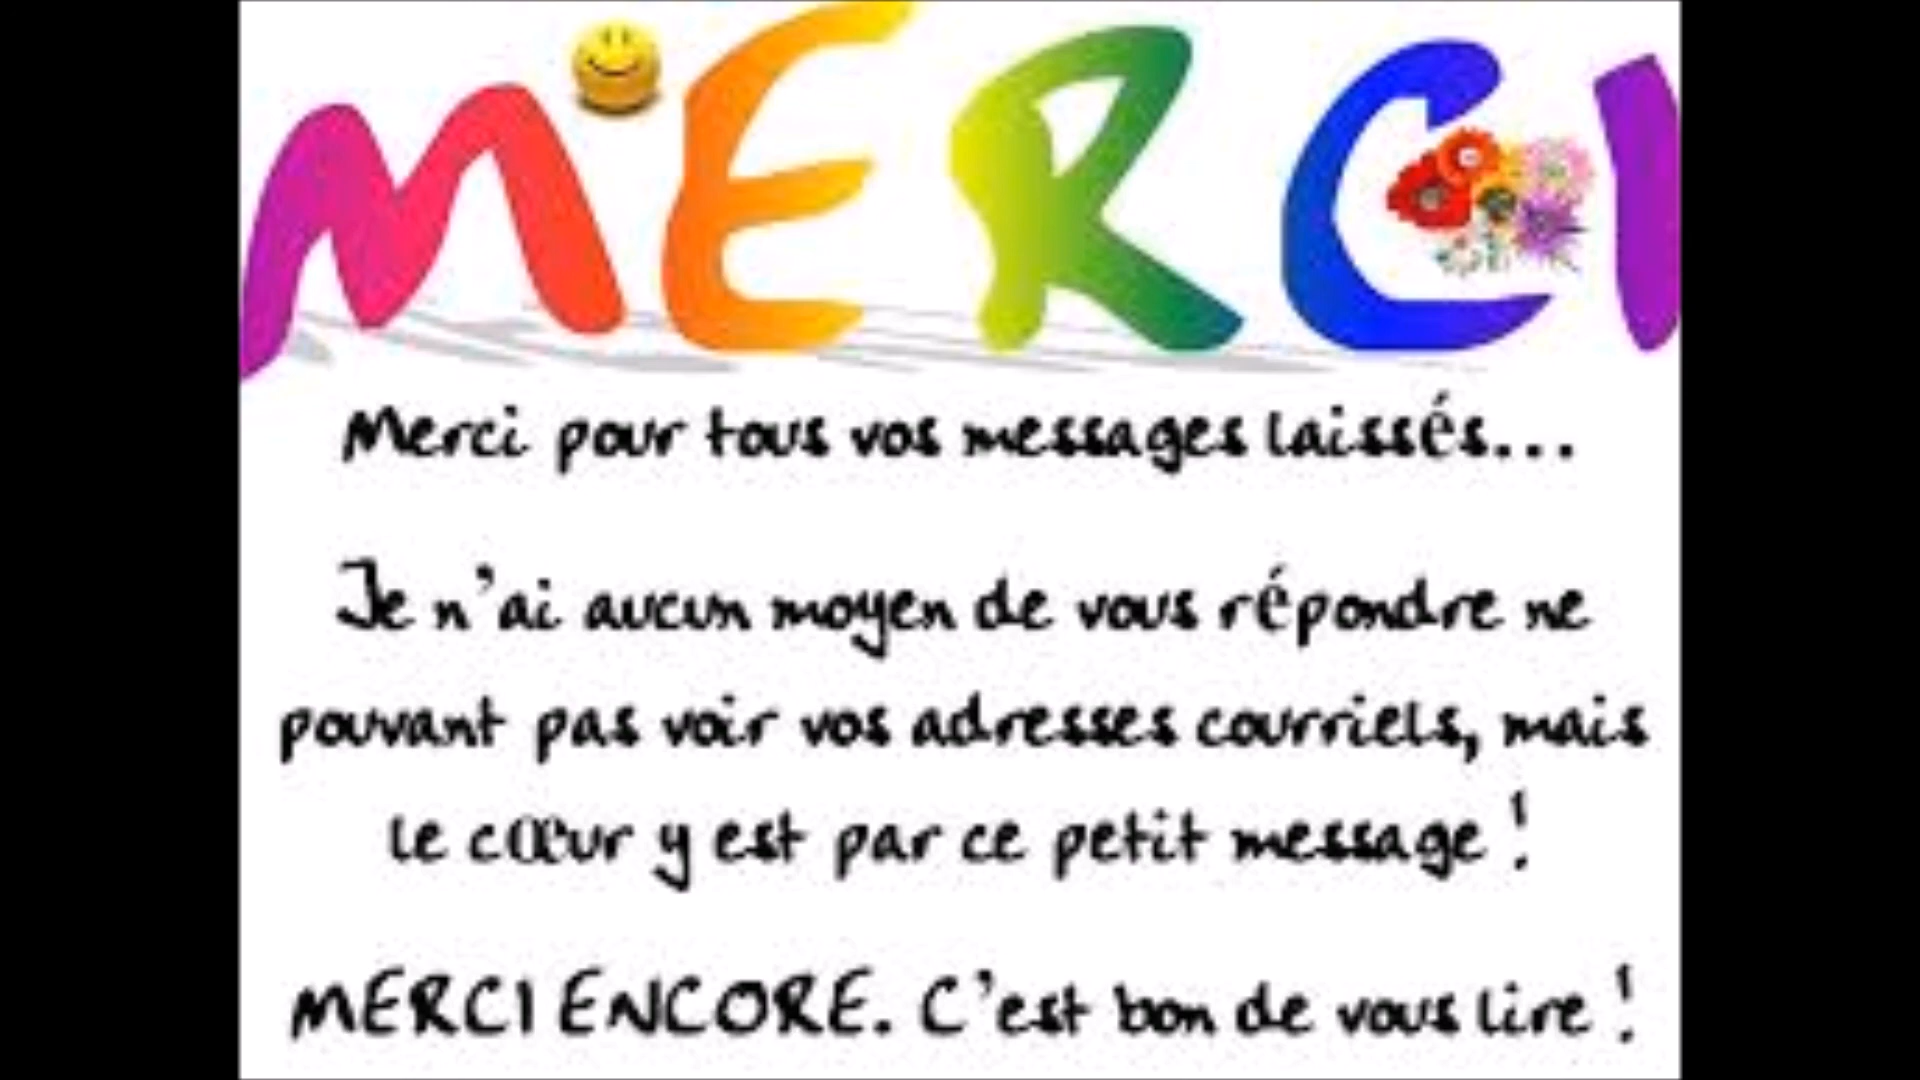 MERCI
Merci pour tous vos messages laissés...
Je n'ai aucun moyen de vous répondre ne
pouvant pas voir vos adresses courriels, mais
le cœur y est par ce petit message !
MERCI ENCORE. C'est bon de vous lire !